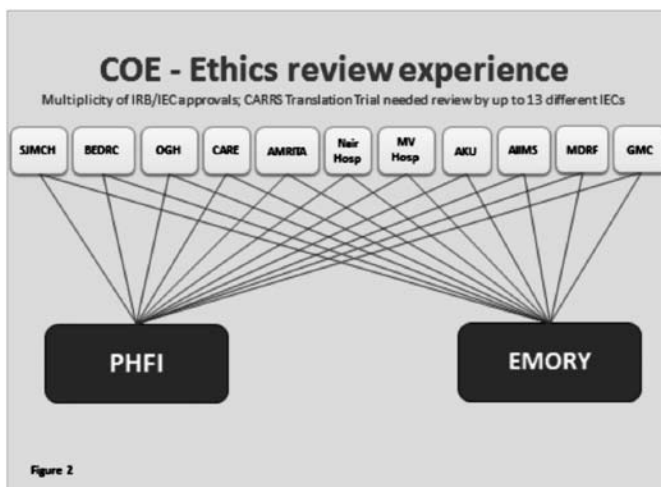 COE - Ethics review experience
Multiplicity of IRB/IEC approvals; CARRS Translation Trial needed review by up to 13 different IECs
SJMCH BEDRC OGH CARE AMRITA Nair Hosp MV Hosp AKU AIIMS MDRF GMC
PHFI EMORY
Figure 2